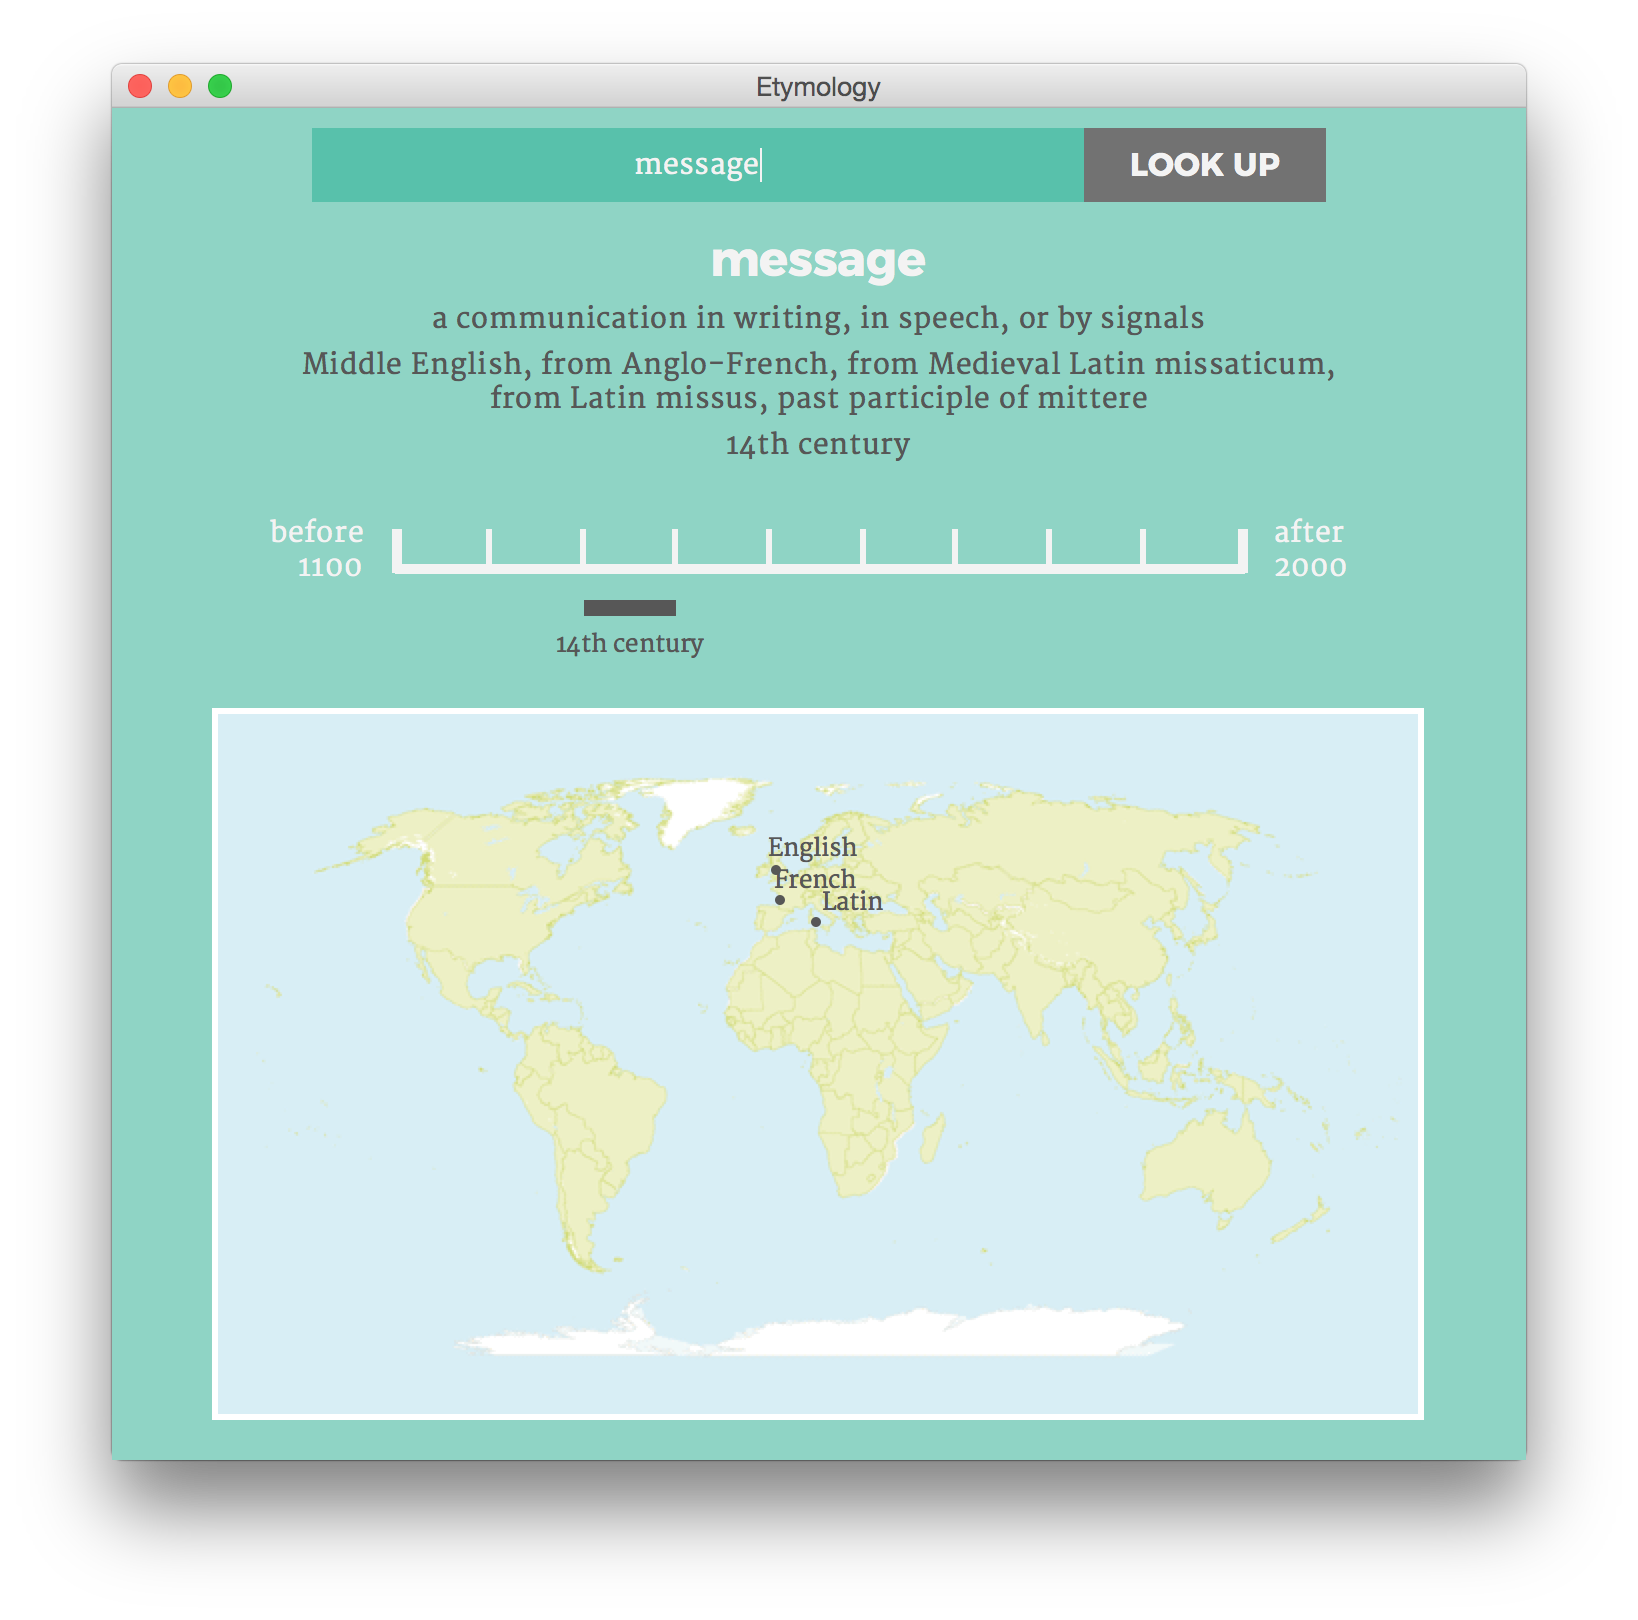 Etymology
message
LOOK UP
message
a communication in writing, in speech, or by signals
Middle English, from Anglo-French, from Medieval Latin missaticum,
from Latin missus, past participle of mittere
14th century
before
1100
after
2000
14th century
English
French
Latin